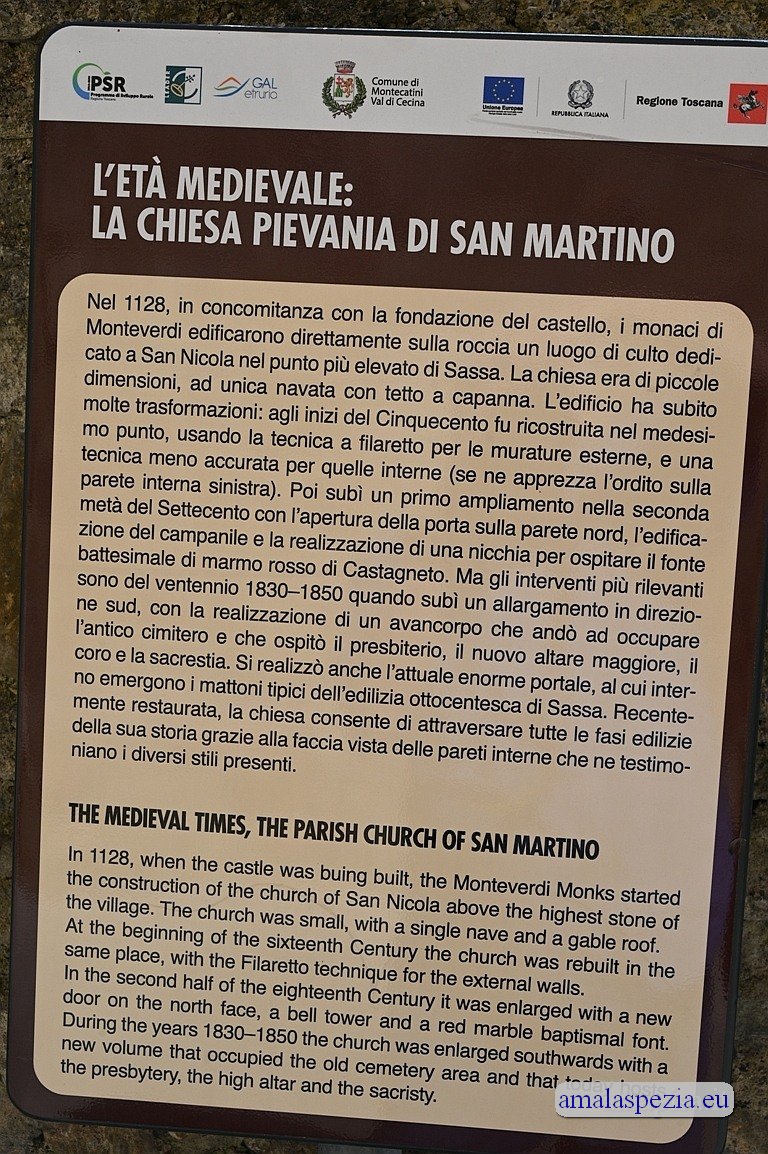 PSR
Programma di Sviluppo Rurale
Regione Toscana
GAL
etruria
Comune di
Montecatini
Val di Cecina
Unione Europea
REPUBBLICA ITALIANA
Regione Toscana
L'ETÀ MEDIEVALE:
LA CHIESA PIEVANIA DI SAN MARTINO
Nel 1128, in concomitanza con la fondazione del castello, i monaci di
Monteverdi edificarono direttamente sulla roccia un luogo di culto dedi-
cato a San Nicola nel punto più elevato di Sassa. La chiesa era di piccole
dimensioni, ad unica navata con tetto a capanna. L'edificio ha subito
molte trasformazioni: agli inizi del Cinquecento fu ricostruita nel medesi-
mo punto, usando la tecnica a filaretto per le murature esterne, e una
tecnica meno accurata per quelle interne (se ne apprezza l'ordito sulla
parete interna sinistra). Poi subì un primo ampliamento nella seconda
metà del Settecento con l'apertura della porta sulla parete nord, l'edifica-
zione del campanile e la realizzazione di una nicchia per ospitare il fonte
battesimale di marmo rosso di Castagneto. Ma gli interventi più rilevanti
sono del ventennio 1830–1850 quando subì un allargamento in direzio-
ne sud, con la realizzazione di un avancorpo che andò ad occupare
l'antico cimitero e che ospitò il presbiterio, il nuovo altare maggiore, il
coro e la sacrestia. Si realizzò anche l'attuale enorme portale, al cui inter-
no emergono i mattoni tipici dell'edilizia ottocentesca di Sassa. Recente-
mente restaurata, la chiesa consente di attraversare tutte le fasi edilizie
della sua storia grazie alla faccia vista delle pareti interne che ne testimo-
niano i diversi stili presenti.
THE MEDIEVAL TIMES, THE PARISH CHURCH OF SAN MARTINO
In 1128, when the castle was buing built, the Monteverdi Monks started
the construction of the church of San Nicola above the highest stone of
the village. The church was small, with a single nave and a gable roof.
At the beginning of the sixteenth Century the church was rebuilt in the
same place, with the Filaretto technique for the external walls.
In the second half of the eighteenth Century it was enlarged with a new
door on the north face, a bell tower and a red marble baptismal font.
During the years 1830–1850 the church was enlarged southwards with a
new volume that occupied the old cemetery area and that today hosts
the presbytery, the high altar and the sacristy.
amalaspezia.eu